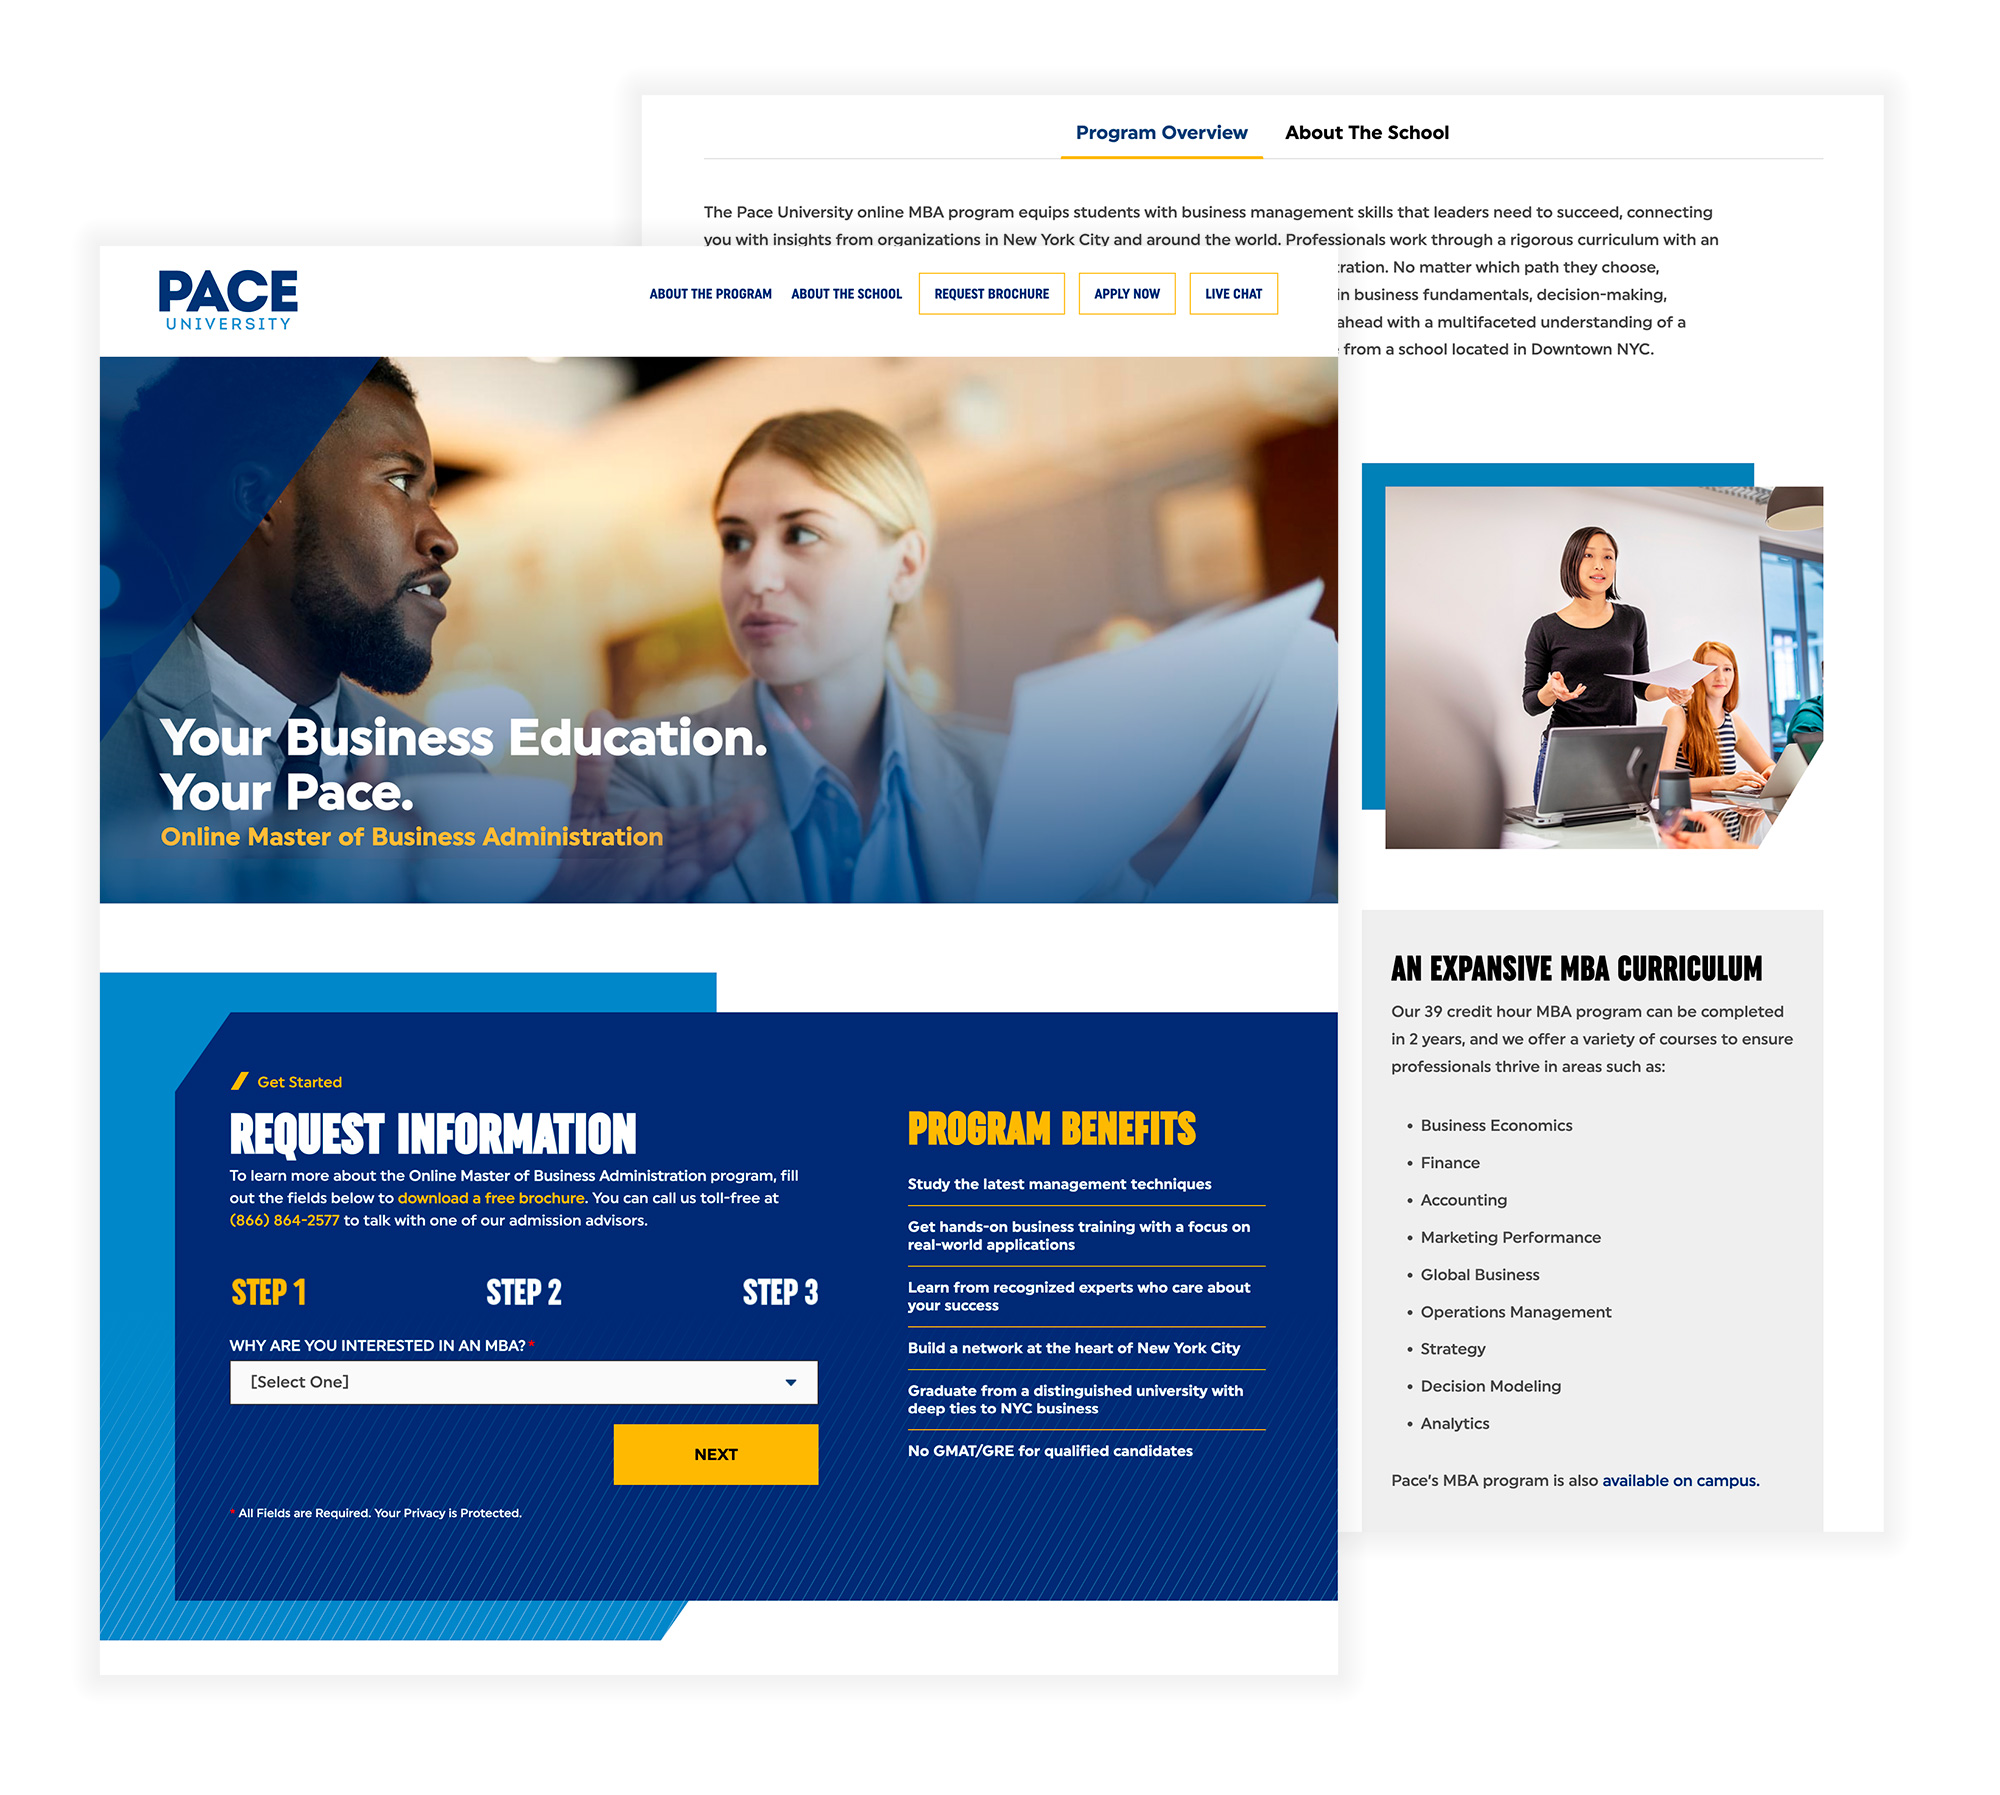 Program Overview
About The School
The Pace University online MBA program equips students with business management skills that leaders need to succeed, connecting
you with insights from organizations in New York City and around the world. Professionals work through a rigorous curriculum with an
No matter which path they choose,
in business fundamentals, decision-making,
ahead with a multifaceted understanding of a
from a school located in Downtown NYC.
PACE
UNIVERSITY
ABOUT THE PROGRAM
ABOUT THE SCHOOL
REQUEST BROCHURE
APPLY NOW
LIVE CHAT
Your Business Education.
Your Pace.
Online Master of Business Administration
Get Started
REQUEST INFORMATION
To learn more about the Online Master of Business Administration program, fill
out the fields below to download a free brochure. You can call us toll-free at
(866) 864-2577 to talk with one of our admission advisors.
STEP 1
STEP 2
STEP 3
WHY ARE YOU INTERESTED IN AN MBA? *
[Select One]
NEXT
* All Fields are Required. Your Privacy is Protected.
PROGRAM BENEFITS
Study the latest management techniques
Get hands-on business training with a focus on
real-world applications
Learn from recognized experts who care about
your success
Build a network at the heart of New York City
Graduate from a distinguished university with
deep ties to NYC business
No GMAT/GRE for qualified candidates
AN EXPANSIVE MBA CURRICULUM
Our 39 credit hour MBA program can be completed
in 2 years, and we offer a variety of courses to ensure
professionals thrive in areas such as:
• Business Economics
• Finance
• Accounting
• Marketing Performance
• Global Business
• Operations Management
• Strategy
• Decision Modeling
• Analytics
Pace's MBA program is also available on campus.